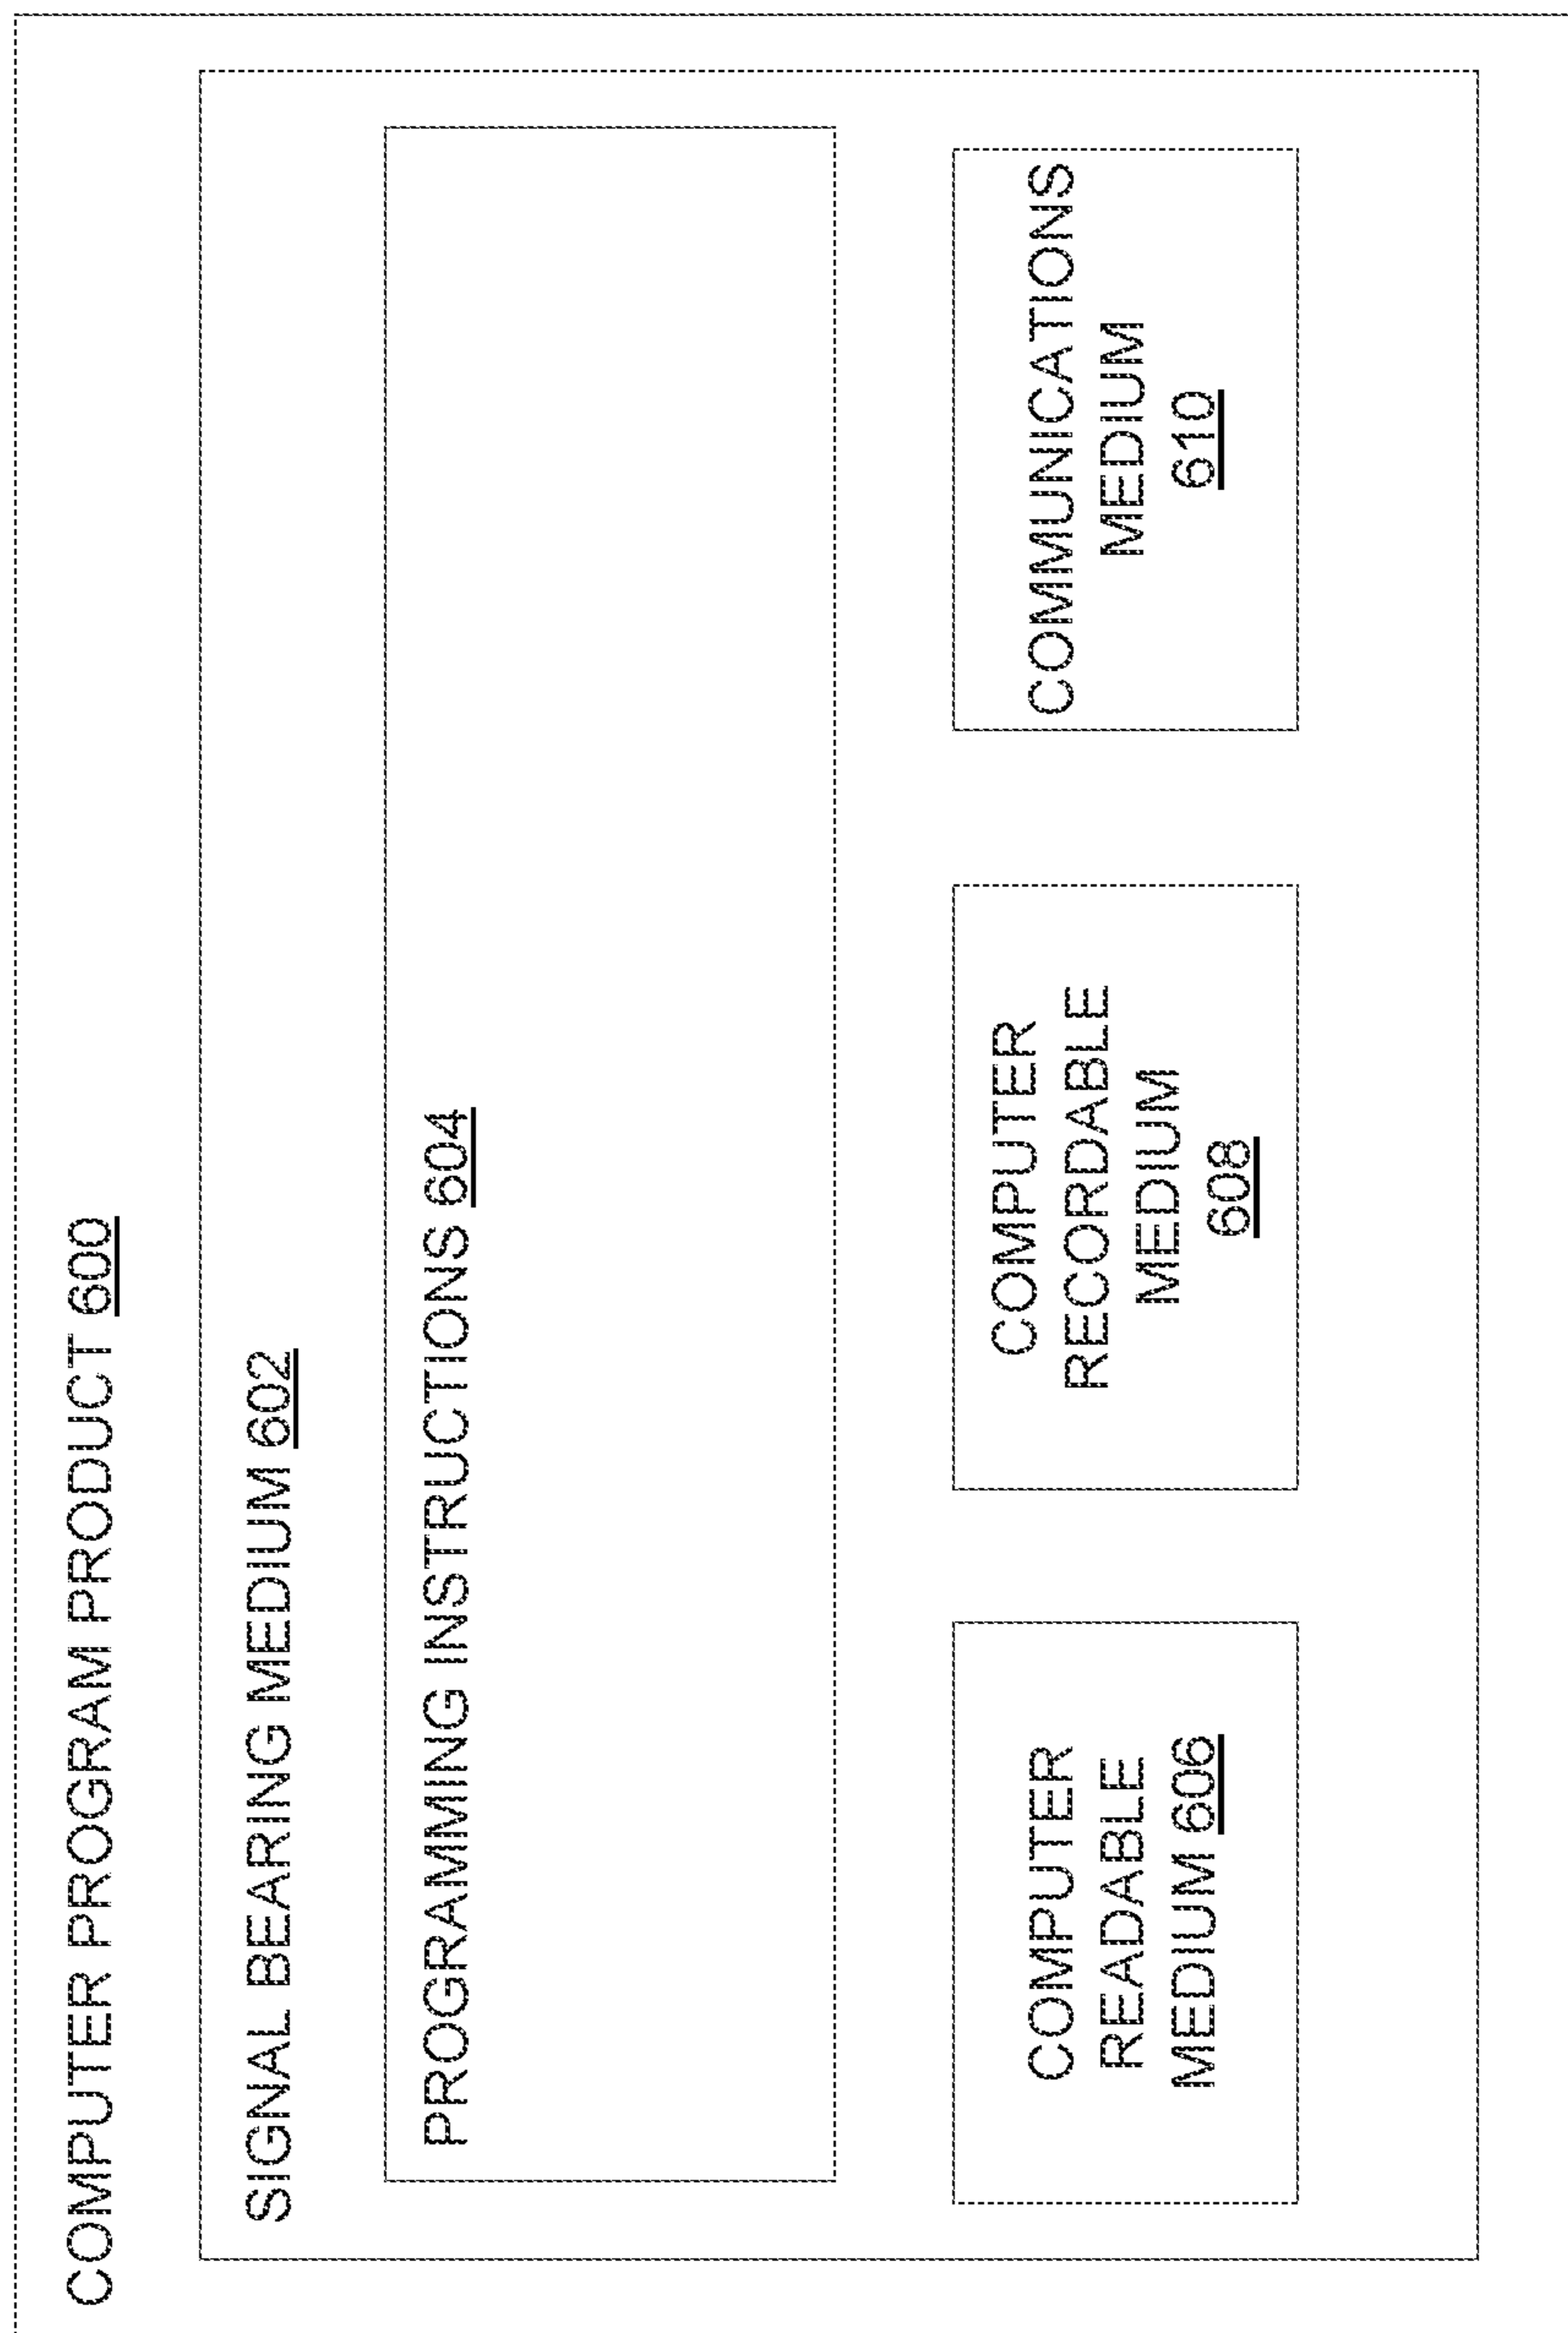 COMPUTER PROGRAM PRODUCT 600
SIGNAL BEARING MEDIUM 602
PROGRAMMING INSTRUCTIONS 604
COMPUTER
READABLE
MEDIUM 606
COMPUTER
RECORDABLE
MEDIUM
608
COMMUNICATIONS
MEDIUM
610